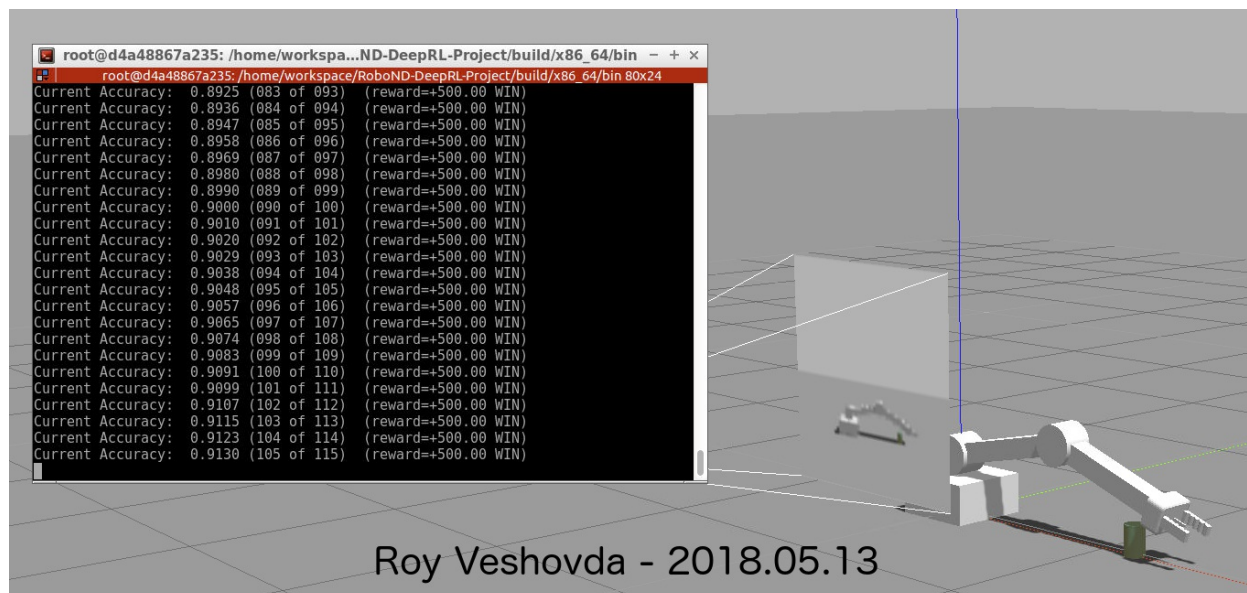 root@d4a48867a235: /home/workspa...ND-DeepRL-Project/build/x86_64/bin
root@d4a48867a235: /home/workspace/RoboND-DeepRL-Project/build/x86_64/bin 80x24
Current Accuracy:  0.8925 (083 of 093)  (reward=+500.00 WIN)
Current Accuracy:  0.8936 (084 of 094)  (reward=+500.00 WIN)
Current Accuracy:  0.8947 (085 of 095)  (reward=+500.00 WIN)
Current Accuracy:  0.8958 (086 of 096)  (reward=+500.00 WIN)
Current Accuracy:  0.8969 (087 of 097)  (reward=+500.00 WIN)
Current Accuracy:  0.8980 (088 of 098)  (reward=+500.00 WIN)
Current Accuracy:  0.8990 (089 of 099)  (reward=+500.00 WIN)
Current Accuracy:  0.9000 (090 of 100)  (reward=+500.00 WIN)
Current Accuracy:  0.9010 (091 of 101)  (reward=+500.00 WIN)
Current Accuracy:  0.9020 (092 of 102)  (reward=+500.00 WIN)
Current Accuracy:  0.9029 (093 of 103)  (reward=+500.00 WIN)
Current Accuracy:  0.9038 (094 of 104)  (reward=+500.00 WIN)
Current Accuracy:  0.9048 (095 of 105)  (reward=+500.00 WIN)
Current Accuracy:  0.9057 (096 of 106)  (reward=+500.00 WIN)
Current Accuracy:  0.9065 (097 of 107)  (reward=+500.00 WIN)
Current Accuracy:  0.9074 (098 of 108)  (reward=+500.00 WIN)
Current Accuracy:  0.9083 (099 of 109)  (reward=+500.00 WIN)
Current Accuracy:  0.9091 (100 of 110)  (reward=+500.00 WIN)
Current Accuracy:  0.9099 (101 of 111)  (reward=+500.00 WIN)
Current Accuracy:  0.9107 (102 of 112)  (reward=+500.00 WIN)
Current Accuracy:  0.9115 (103 of 113)  (reward=+500.00 WIN)
Current Accuracy:  0.9123 (104 of 114)  (reward=+500.00 WIN)
Current Accuracy:  0.9130 (105 of 115)  (reward=+500.00 WIN)
Roy Veshovda - 2018.05.13